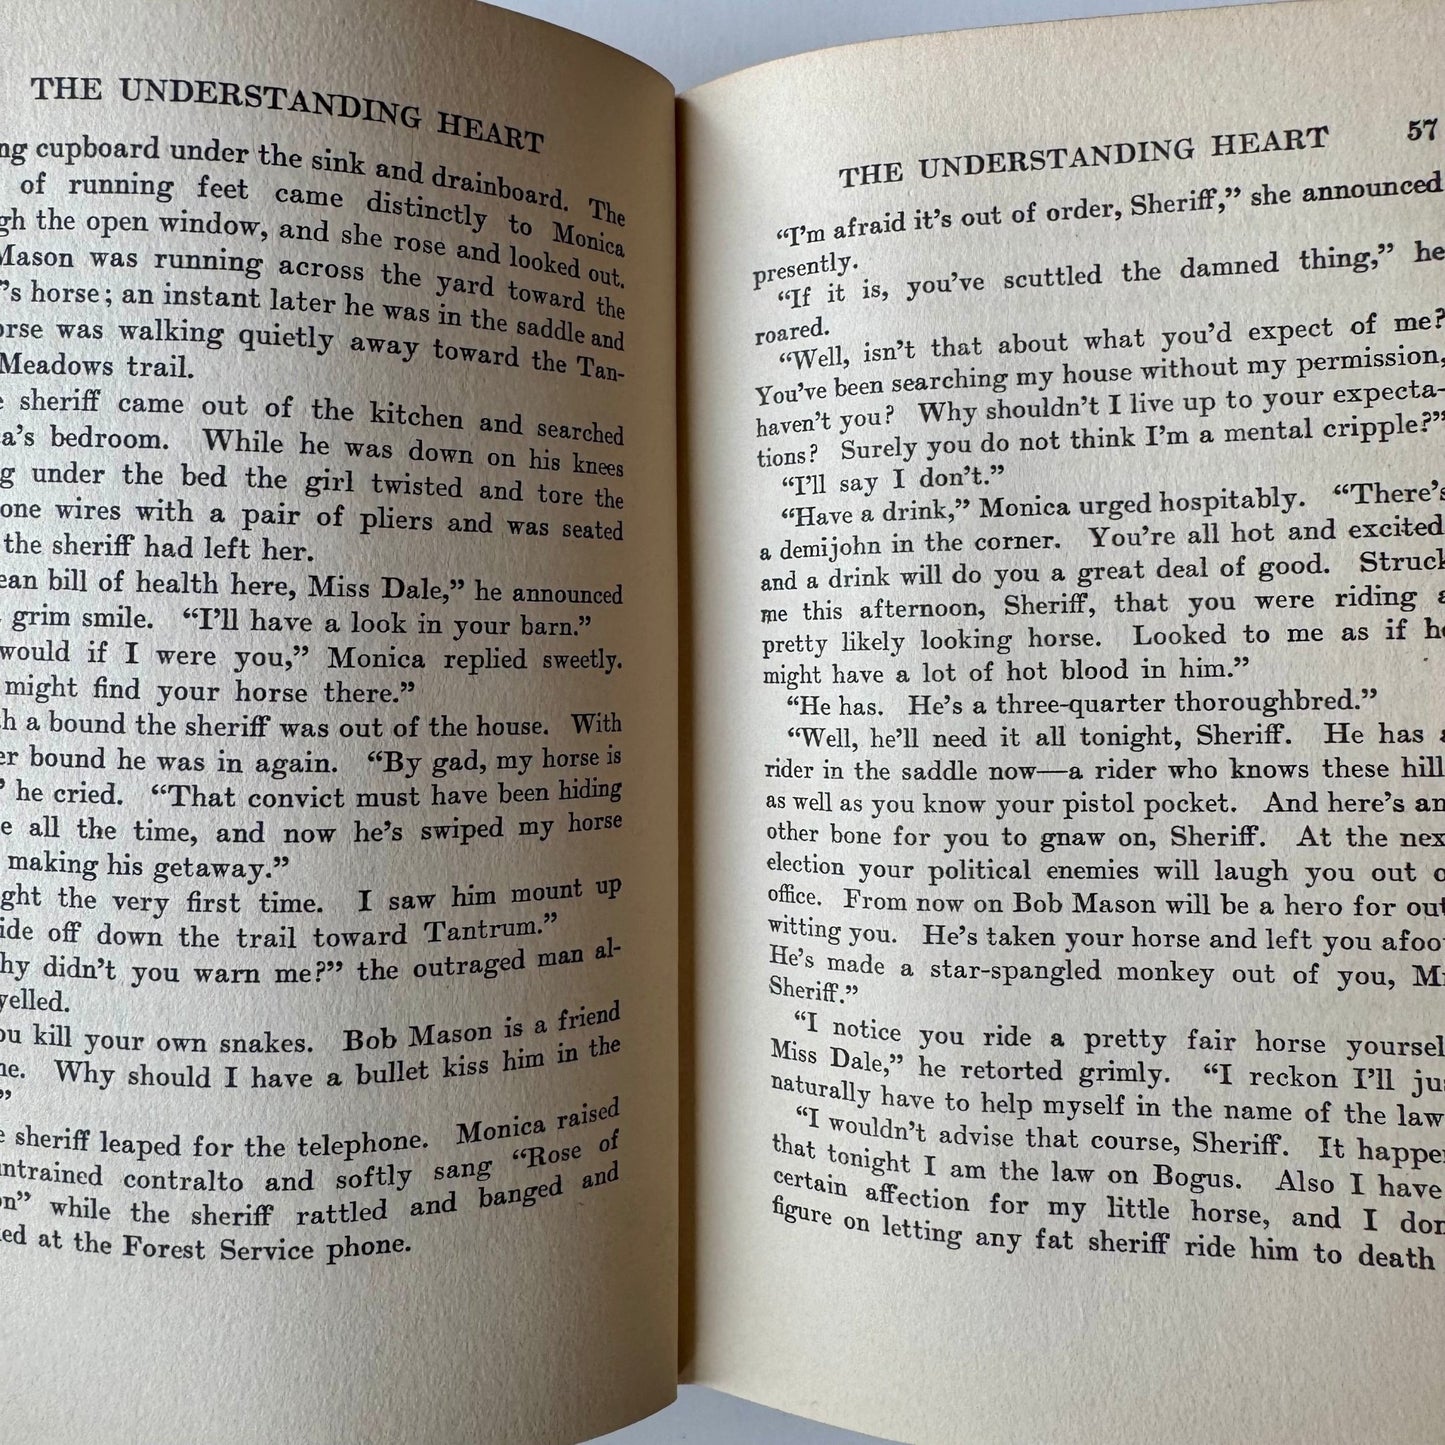 THE UNDERSTANDING HEART
ng cupboard under the sink and drainboard. The
of running feet came distinctly to Monica
gh the open window, and she rose and looked out.
Mason was running across the yard toward the
's horse; an instant later he was in the saddle and
orse was walking quietly away toward the Tan-
Meadows trail.
e sheriff came out of the kitchen and searched
a's bedroom. While he was down on his knees
g under the bed the girl twisted and tore the
one wires with a pair of pliers and was seated
the sheriff had left her.
ean bill of health here, Miss Dale," he announced
grim smile. "I'll have a look in your barn."
would if I were you," Monica replied sweetly.
might find your horse there."
h a bound the sheriff was out of the house. With
er bound he was in again. "By gad, my horse is
" he cried. "That convict must have been hiding
e all the time, and now he's swiped my horse
making his getaway."
ght the very first time. I saw him mount up
ide off down the trail toward Tantrum."
hy didn't you warn me?" the outraged man al-
yelled.
ou kill your own snakes. Bob Mason is a friend
ne. Why should I have a bullet kiss him in the
"
e sheriff leaped for the telephone. Monica raised
ntrained contralto and softly sang "Rose of
on" while the sheriff rattled and banged and
ed at the Forest Service phone.
THE UNDERSTANDING HEART 57
"I'm afraid it's out of order, Sheriff," she announced
presently.
"If it is, you've scuttled the damned thing," he
roared.
"Well, isn't that about what you'd expect of me?
You've been searching my house without my permission,
haven't you? Why shouldn't I live up to your expecta-
tions? Surely you do not think I'm a mental cripple?"
"I'll say I don't."
"Have a drink," Monica urged hospitably. "There's
a demijohn in the corner. You're all hot and excited
and a drink will do you a great deal of good. Struck
me this afternoon, Sheriff, that you were riding a
pretty likely looking horse. Looked to me as if he
might have a lot of hot blood in him."
"He has. He's a three-quarter thoroughbred."
"Well, he'll need it all tonight, Sheriff. He has a
rider in the saddle now—a rider who knows these hill
as well as you know your pistol pocket. And here's an
other bone for you to gnaw on, Sheriff. At the nex
election your political enemies will laugh you out o
office. From now on Bob Mason will be a hero for out
witting you. He's taken your horse and left you afoot
He's made a star-spangled monkey out of you, Mr
Sheriff."
"I notice you ride a pretty fair horse yoursel
Miss Dale," he retorted grimly. "I reckon I'll jus
naturally have to help myself in the name of the law
"I wouldn't advise that course, Sheriff. It happen
that tonight I am the law on Bogus. Also I have
certain affection for my little horse, and I don
figure on letting any fat sheriff ride him to death